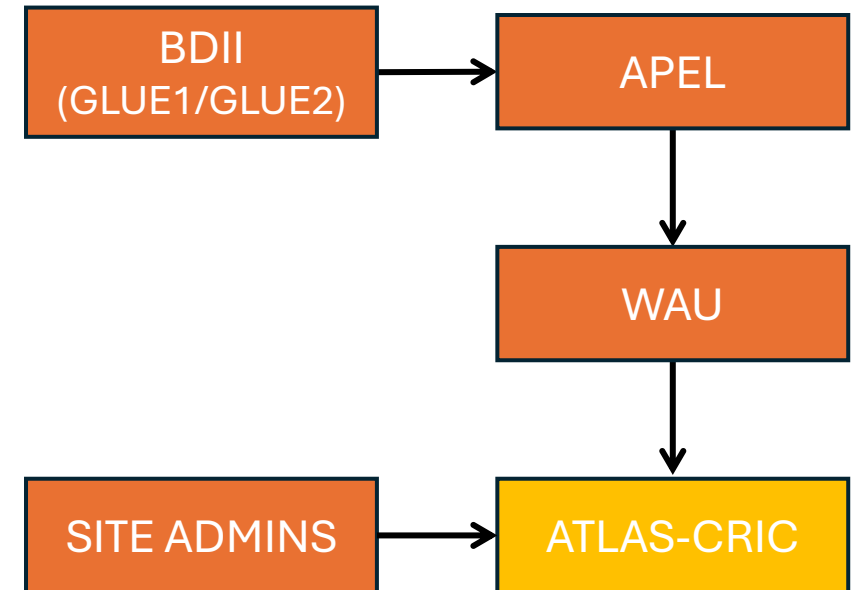 BDII
(GLUE1/GLUE2)
APEL
WAU
SITE ADMINS
ATLAS-CRIC